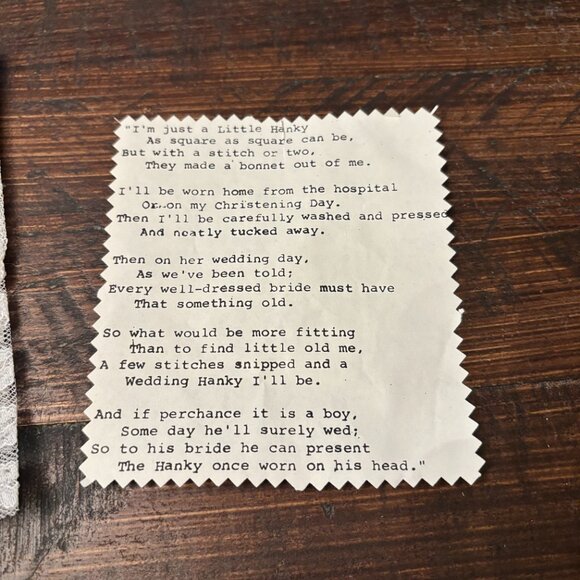 "I'm just a Little Hanky
As square as square can be,
But with a stitch or two,
They made a bonnet out of me.
I'll be worn home from the hospital
Or on my Christening Day.
Then I'll be carefully washed and pressed
And neatly tucked away.
Then on her wedding day,
As we've been told;
Every well-dressed bride must have
That something old.
So what would be more fitting
Than to find little old me,
A few stitches snipped and a
Wedding Hanky I'll be.
And if perchance it is a boy,
Some day he'll surely wed;
So to his bride he can present
The Hanky once worn on his head."